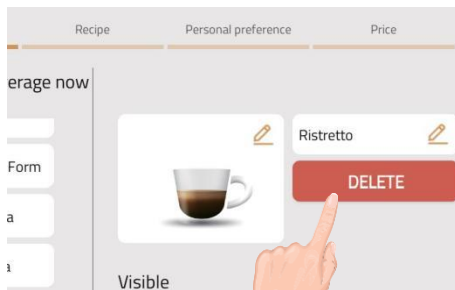 Recipe Personal preference Price
erage now
Ristretto
Form
DELETE
a
a
Visible